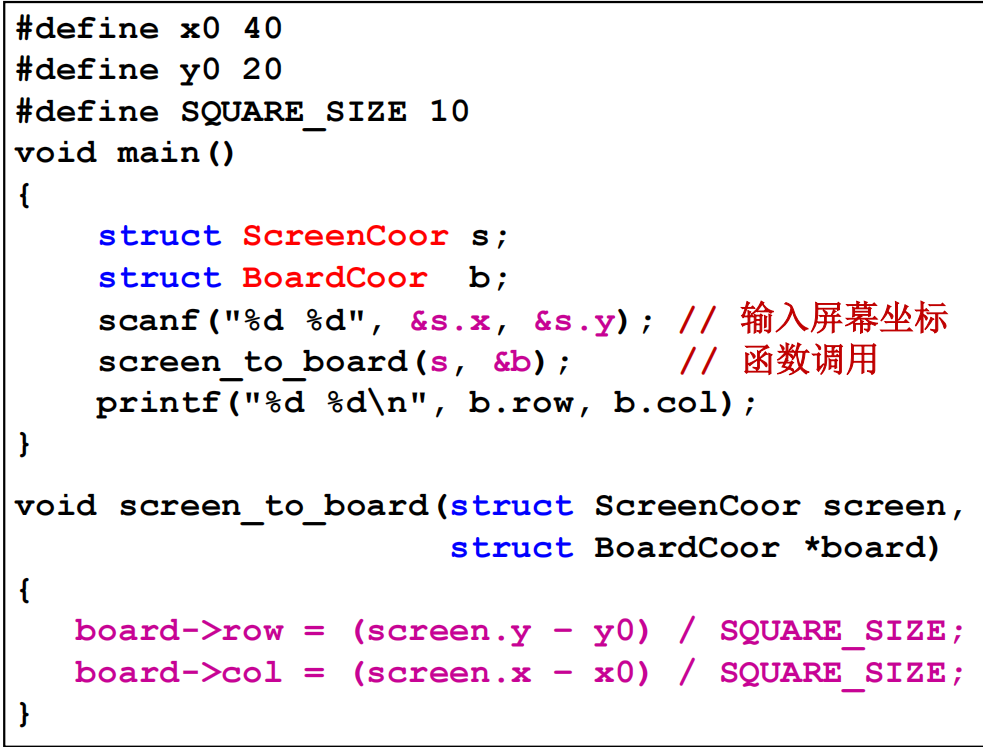 #define x0 40
#define y0 20
#define SQUARE_SIZE 10
void main()
{
    struct ScreenCoor s;
    struct BoardCoor  b;
    scanf("%d %d", &s.x, &s.y); // 输入屏幕坐标
    screen_to_board(s, &b);     // 函数调用
    printf("%d %d\n", b.row, b.col);
}
void screen_to_board(struct ScreenCoor screen,
                     struct BoardCoor *board)
{
   board->row = (screen.y – y0) / SQUARE_SIZE;
   board->col = (screen.x – x0) / SQUARE_SIZE;
}